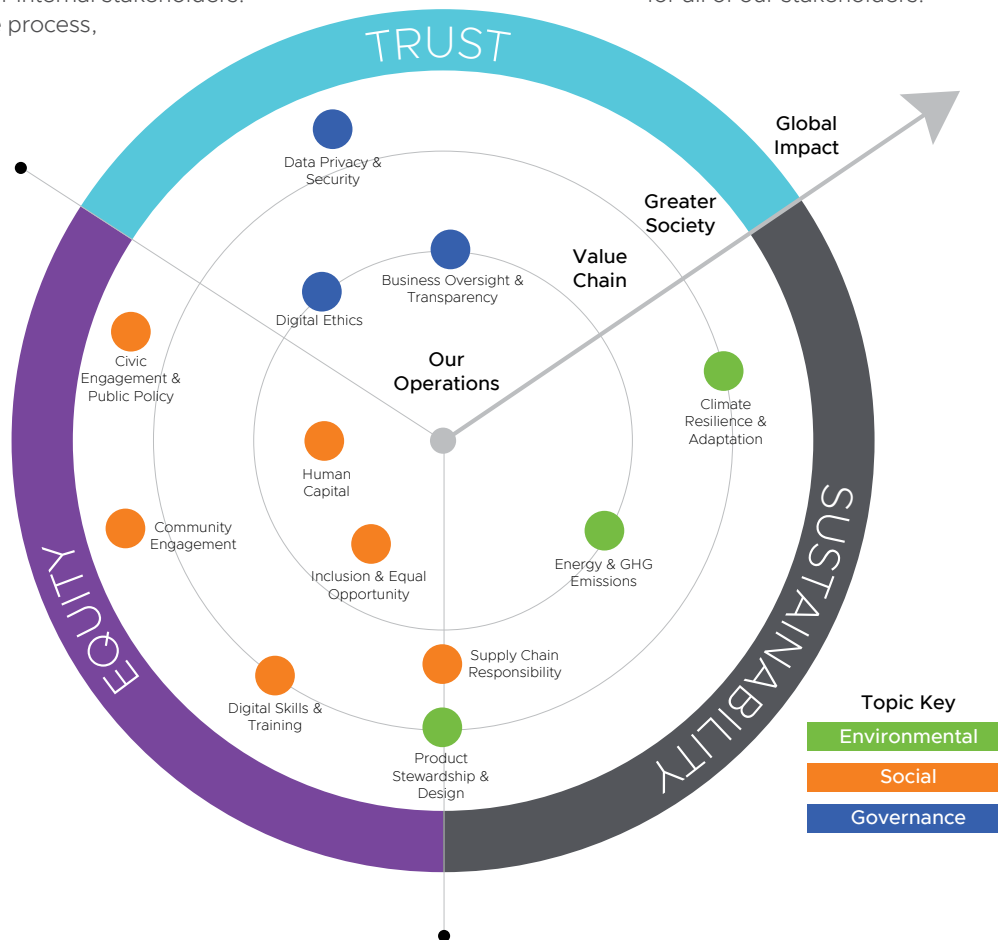 r internal stakeholders.
e process,
for all of our stakeholders.
TRUST
Global
Impact
Data Privacy &
Security
Greater
Society
Value
Chain
Business Oversight &
Transparency
Digital Ethics
Our
Operations
Civic
Engagement &
Public Policy
Climate
Resilience &
Adaptation
Human
Capital
Community
Engagement
Energy & GHG
Emissions
Inclusion & Equal
Opportunity
EQUITY
SUSTAINABILITY
Supply Chain
Responsibility
Digital Skills &
Training
Product
Stewardship &
Design
Topic Key
Environmental
Social
Governance